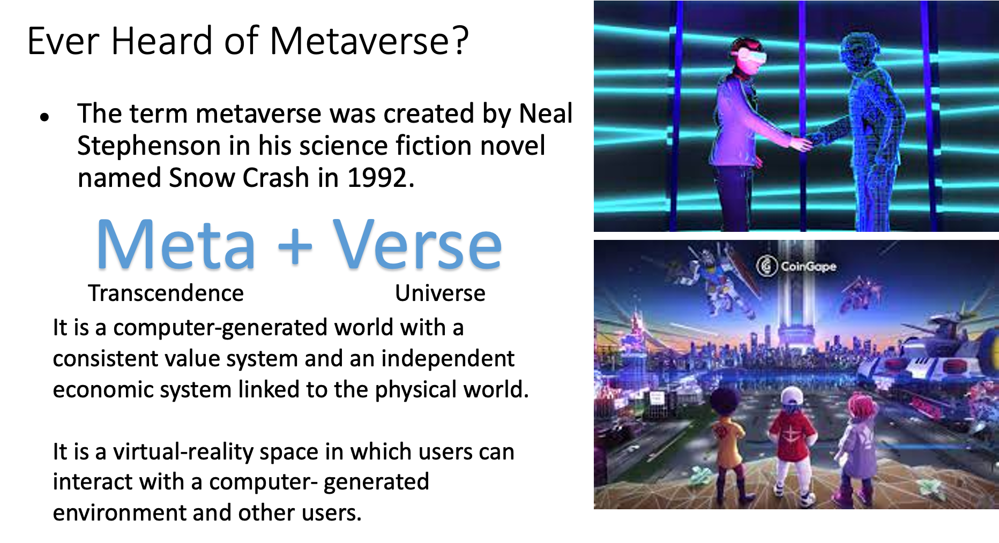 Ever Heard of Metaverse?
• The term metaverse was created by Neal
Stephenson in his science fiction novel
named Snow Crash in 1992.
Meta + Verse
Transcendence Universe
It is a computer-generated world with a
consistent value system and an independent
economic system linked to the physical world.
It is a virtual-reality space in which users can
interact with a computer- generated
environment and other users.
CoinGape